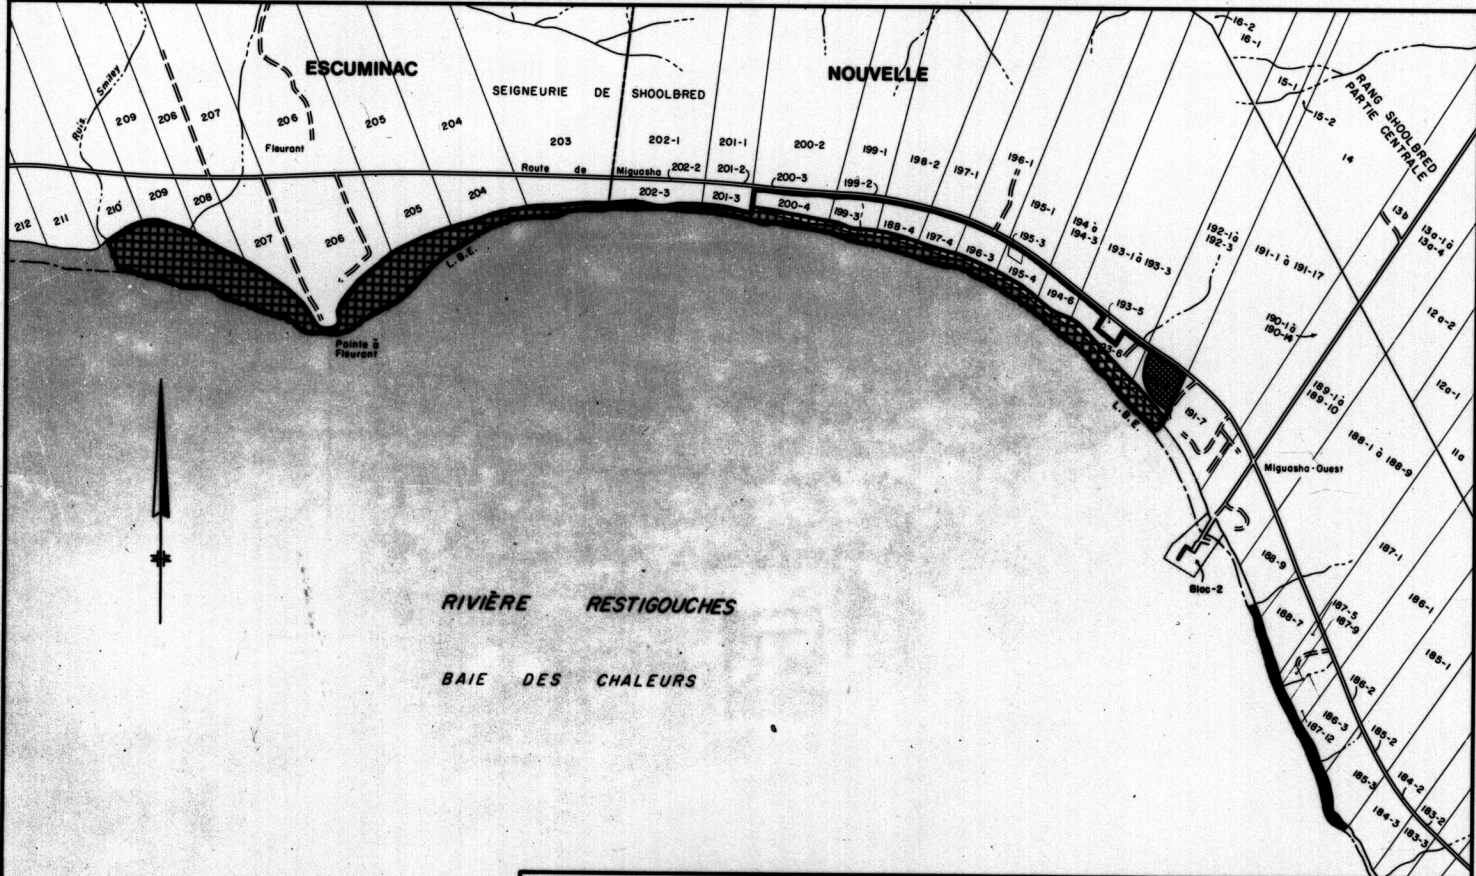 ESCUMINAC
NOUVELLE
SEIGNEURIE DE SHOOLBRED
RANG SHOOLBRED
PARTIE CENTRALE
Ruis. Smiley
209
208
207
206
Fleurant
205
204
203
202-1
201-1
200-2
199-1
198-2
197-1
196-1
195-1
194 à
194-3
193-1 à 193-3
192-1 à
192-3
191-1 à 191-17
190-1 à
190-14
189-1 à
189-10
188-1 à 188-9
16-2
16-1
15-1
15-2
14
13b
13a-1 à
13a-4
12a-2
12a-1
11a
Route de Miguasha
202-2
201-2
200-3
199-2
212
211
210
209
208
207
206
205
204
202-3
201-3
200-4
199-3
188-4
197-4
196-3
195-3
195-4
194-6
193-5
191-7
L.B.E.
L.B.E.
Pointe à
Fleurant
Miguasha-Ouest
Bloc-2
188-9
187-1
188-7
187-5
187-9
186-1
185-1
186-2
186-3
187-12
185-2
185-3
184-2
184-3
183-2
183-3
RIVIÈRE RESTIGOUCHES
BAIE DES CHALEURS